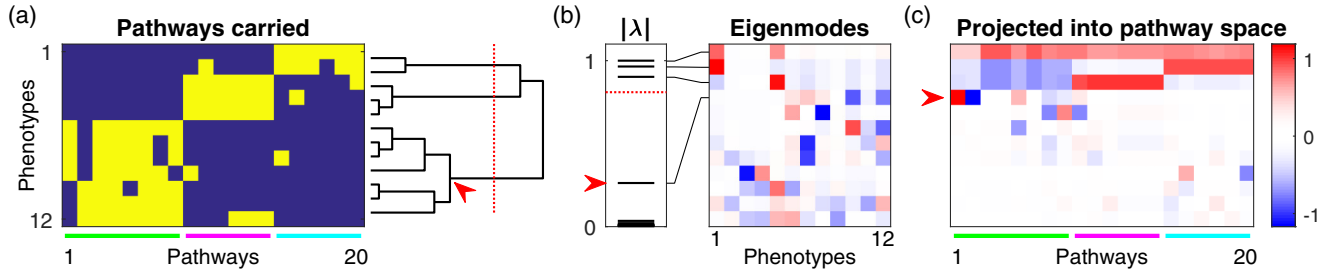 (a)
Pathways carried
Phenotypes
1
12
1
Pathways
20
(b)
|λ|
1
0
Eigenmodes
1
12
Phenotypes
(c)
Projected into pathway space
1
0
-1
1
Pathways
20